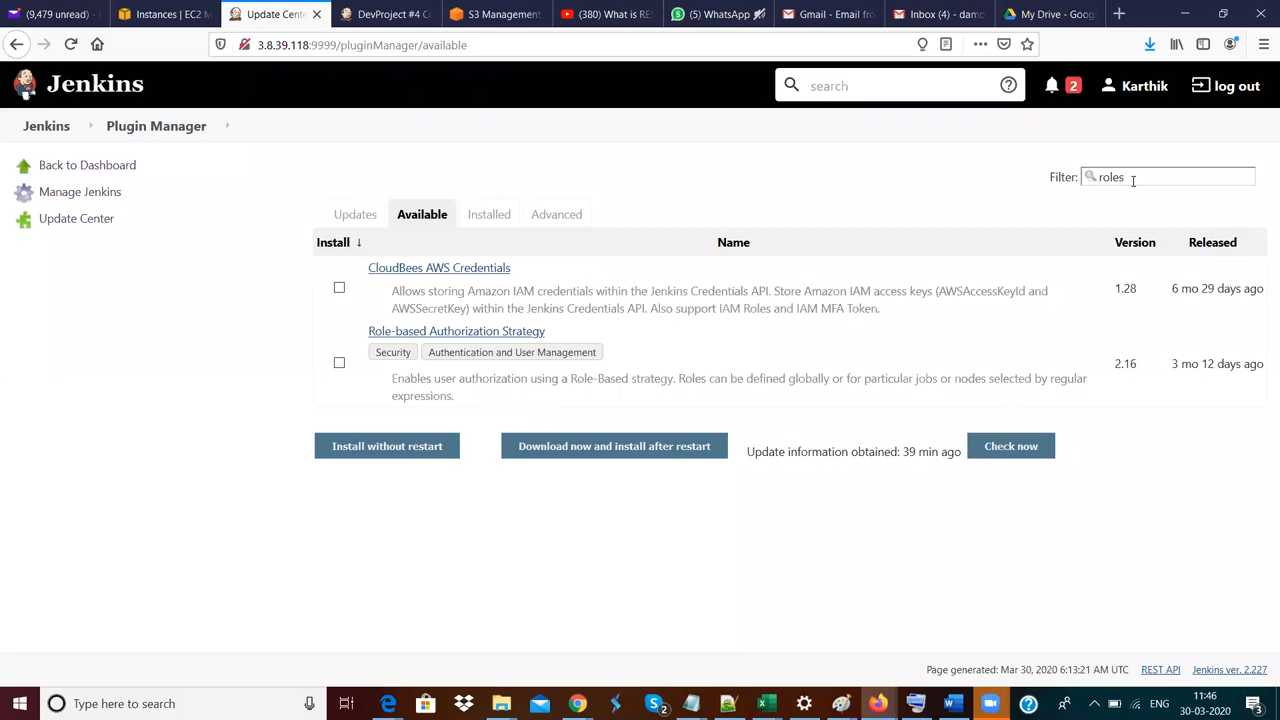 (9,479 unread) -
Instances | EC2 M
Update Cente
DevProject #4 C
S3 Management
(380) What is RES
(5) WhatsApp
Gmail - Email fro
Inbox (4) - damo
My Drive - Goog
3.8.39.118:9999/pluginManager/available
Jenkins
search
2
Karthik
log out
Jenkins
Plugin Manager
Back to Dashboard
Manage Jenkins
Update Center
Filter: roles
Updates
Available
Installed
Advanced
Install ↓
Name
Version
Released
CloudBees AWS Credentials
Allows storing Amazon IAM credentials within the Jenkins Credentials API. Store Amazon IAM access keys (AWSAccessKeyId and
AWSSecretKey) within the Jenkins Credentials API. Also support IAM Roles and IAM MFA Token.
1.28
6 mo 29 days ago
Role-based Authorization Strategy
Security
Authentication and User Management
Enables user authorization using a Role-Based strategy. Roles can be defined globally or for particular jobs or nodes selected by regular
expressions.
2.16
3 mo 12 days ago
Install without restart
Download now and install after restart
Update information obtained: 39 min ago
Check now
Page generated: Mar 30, 2020 6:13:21 AM UTC
REST API
Jenkins ver. 2.227
Type here to search
2
ENG
11:46
30-03-2020
3